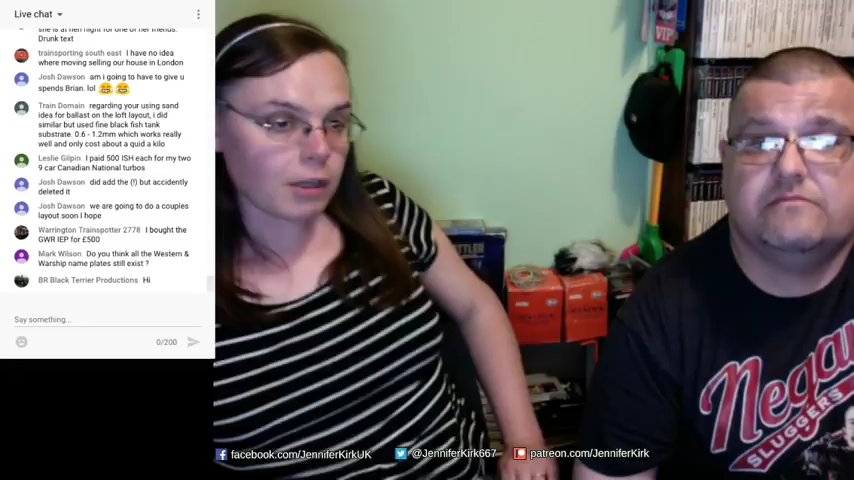 Live chat
she is at hen night for one of her friends.
Drunk text
trainsporting south east I have no idea
where moving selling our house in London
Josh Dawson am i going to have to give u
spends Brian. lol 😂 😂
Train Domain regarding your using sand
idea for ballast on the loft layout, i did
similar but used fine black fish tank
substrate. 0.6 - 1.2mm which works really
well and only cost about a quid a kilo
Leslie Gilpin I paid 500 ISH each for my two
9 car Canadian National turbos
Josh Dawson did add the (!) but accidently
deleted it
Josh Dawson we are going to do a couples
layout soon I hope
Warrington Trainspotter 2778 I bought the
GWR IEP for £500
Mark Wilson Do you think all the Western &
Warship name plates still exist ?
BR Black Terrier Productions Hi
Say something...
0/200
VIP
Negan
SLUGGERS
facebook.com/JenniferKirkUK
@JenniferKirk667
patreon.com/JenniferKirk